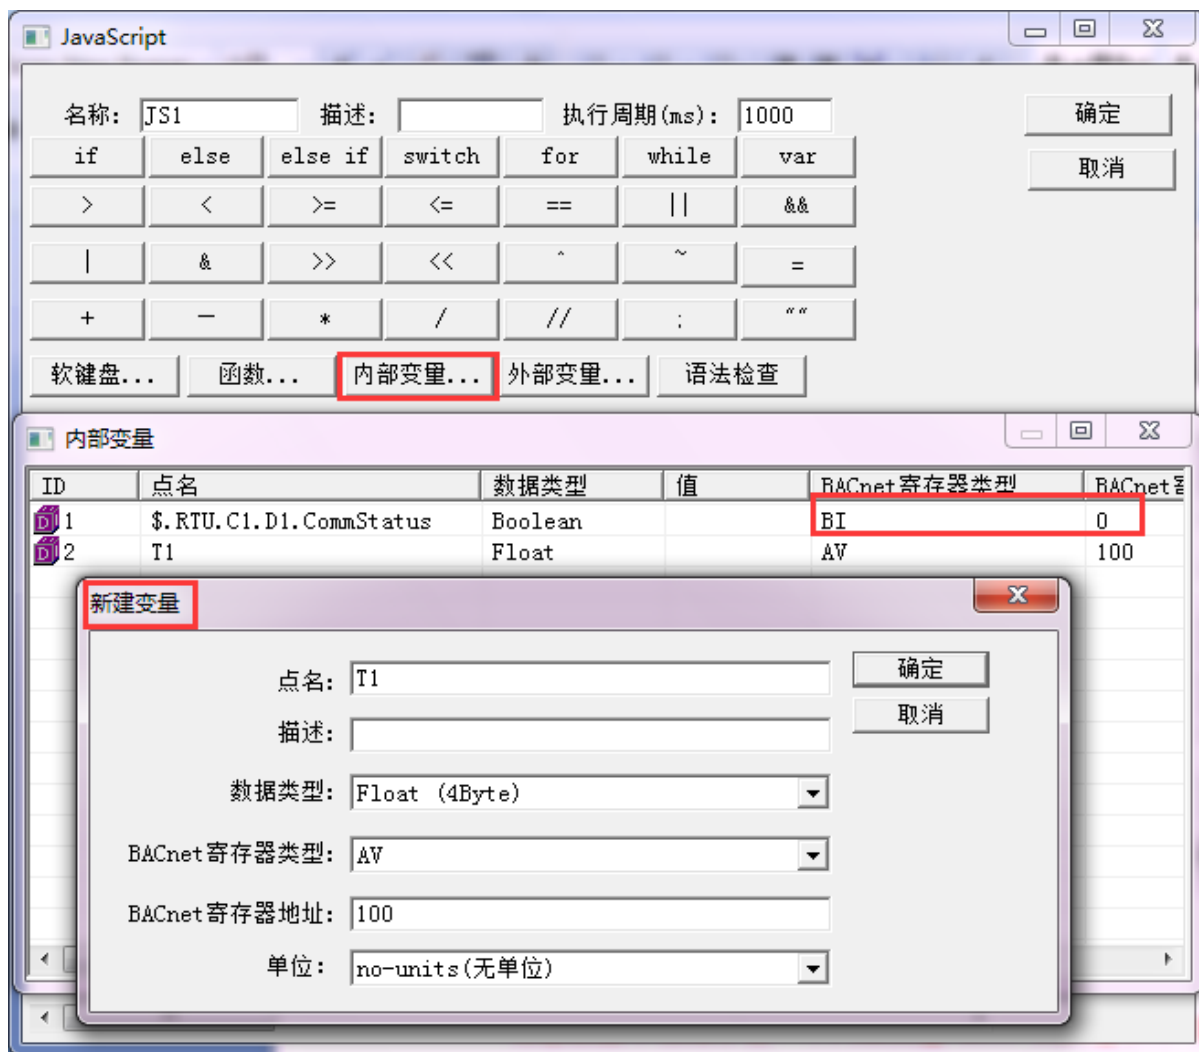 JavaScript
名称: JS1 描述: 执行周期(ms): 1000 确定
if else else if switch for while var 取消
> < >= <= == || &&
| & >> << ^ ~ =
+ — * / // ; ""
软键盘... 函数... 内部变量... 外部变量... 语法检查
内部变量
ID 点名 数据类型 值 BACnet寄存器类型
1 $.RTU.C1.D1.CommStatus Boolean BI 0
2 T1 Float AV 100
新建变量
点名: T1 确定
描述: 取消
数据类型: Float (4Byte)
BACnet寄存器类型: AV
BACnet寄存器地址: 100
单位: no-units(无单位)